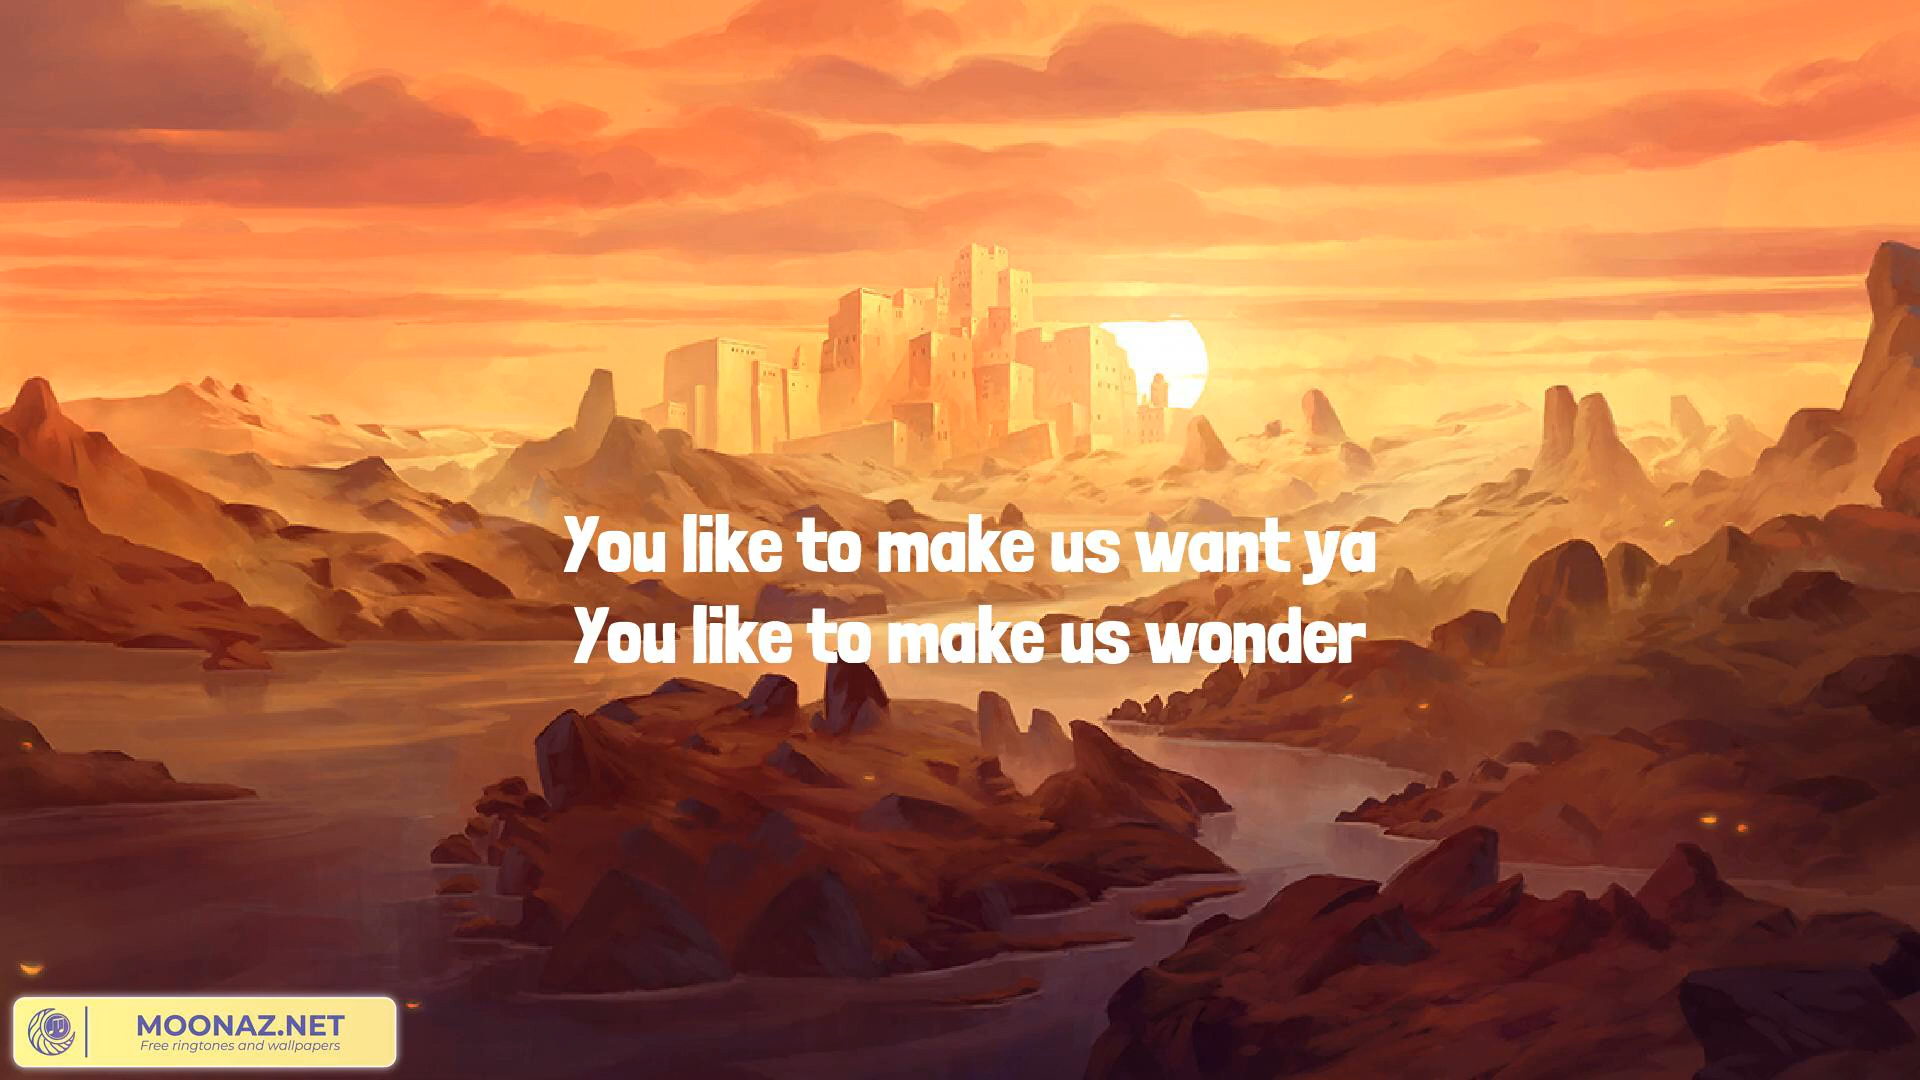 You like to make us want ya
You like to make us wonder
MOONAZ.NET
Free ringtones and wallpapers